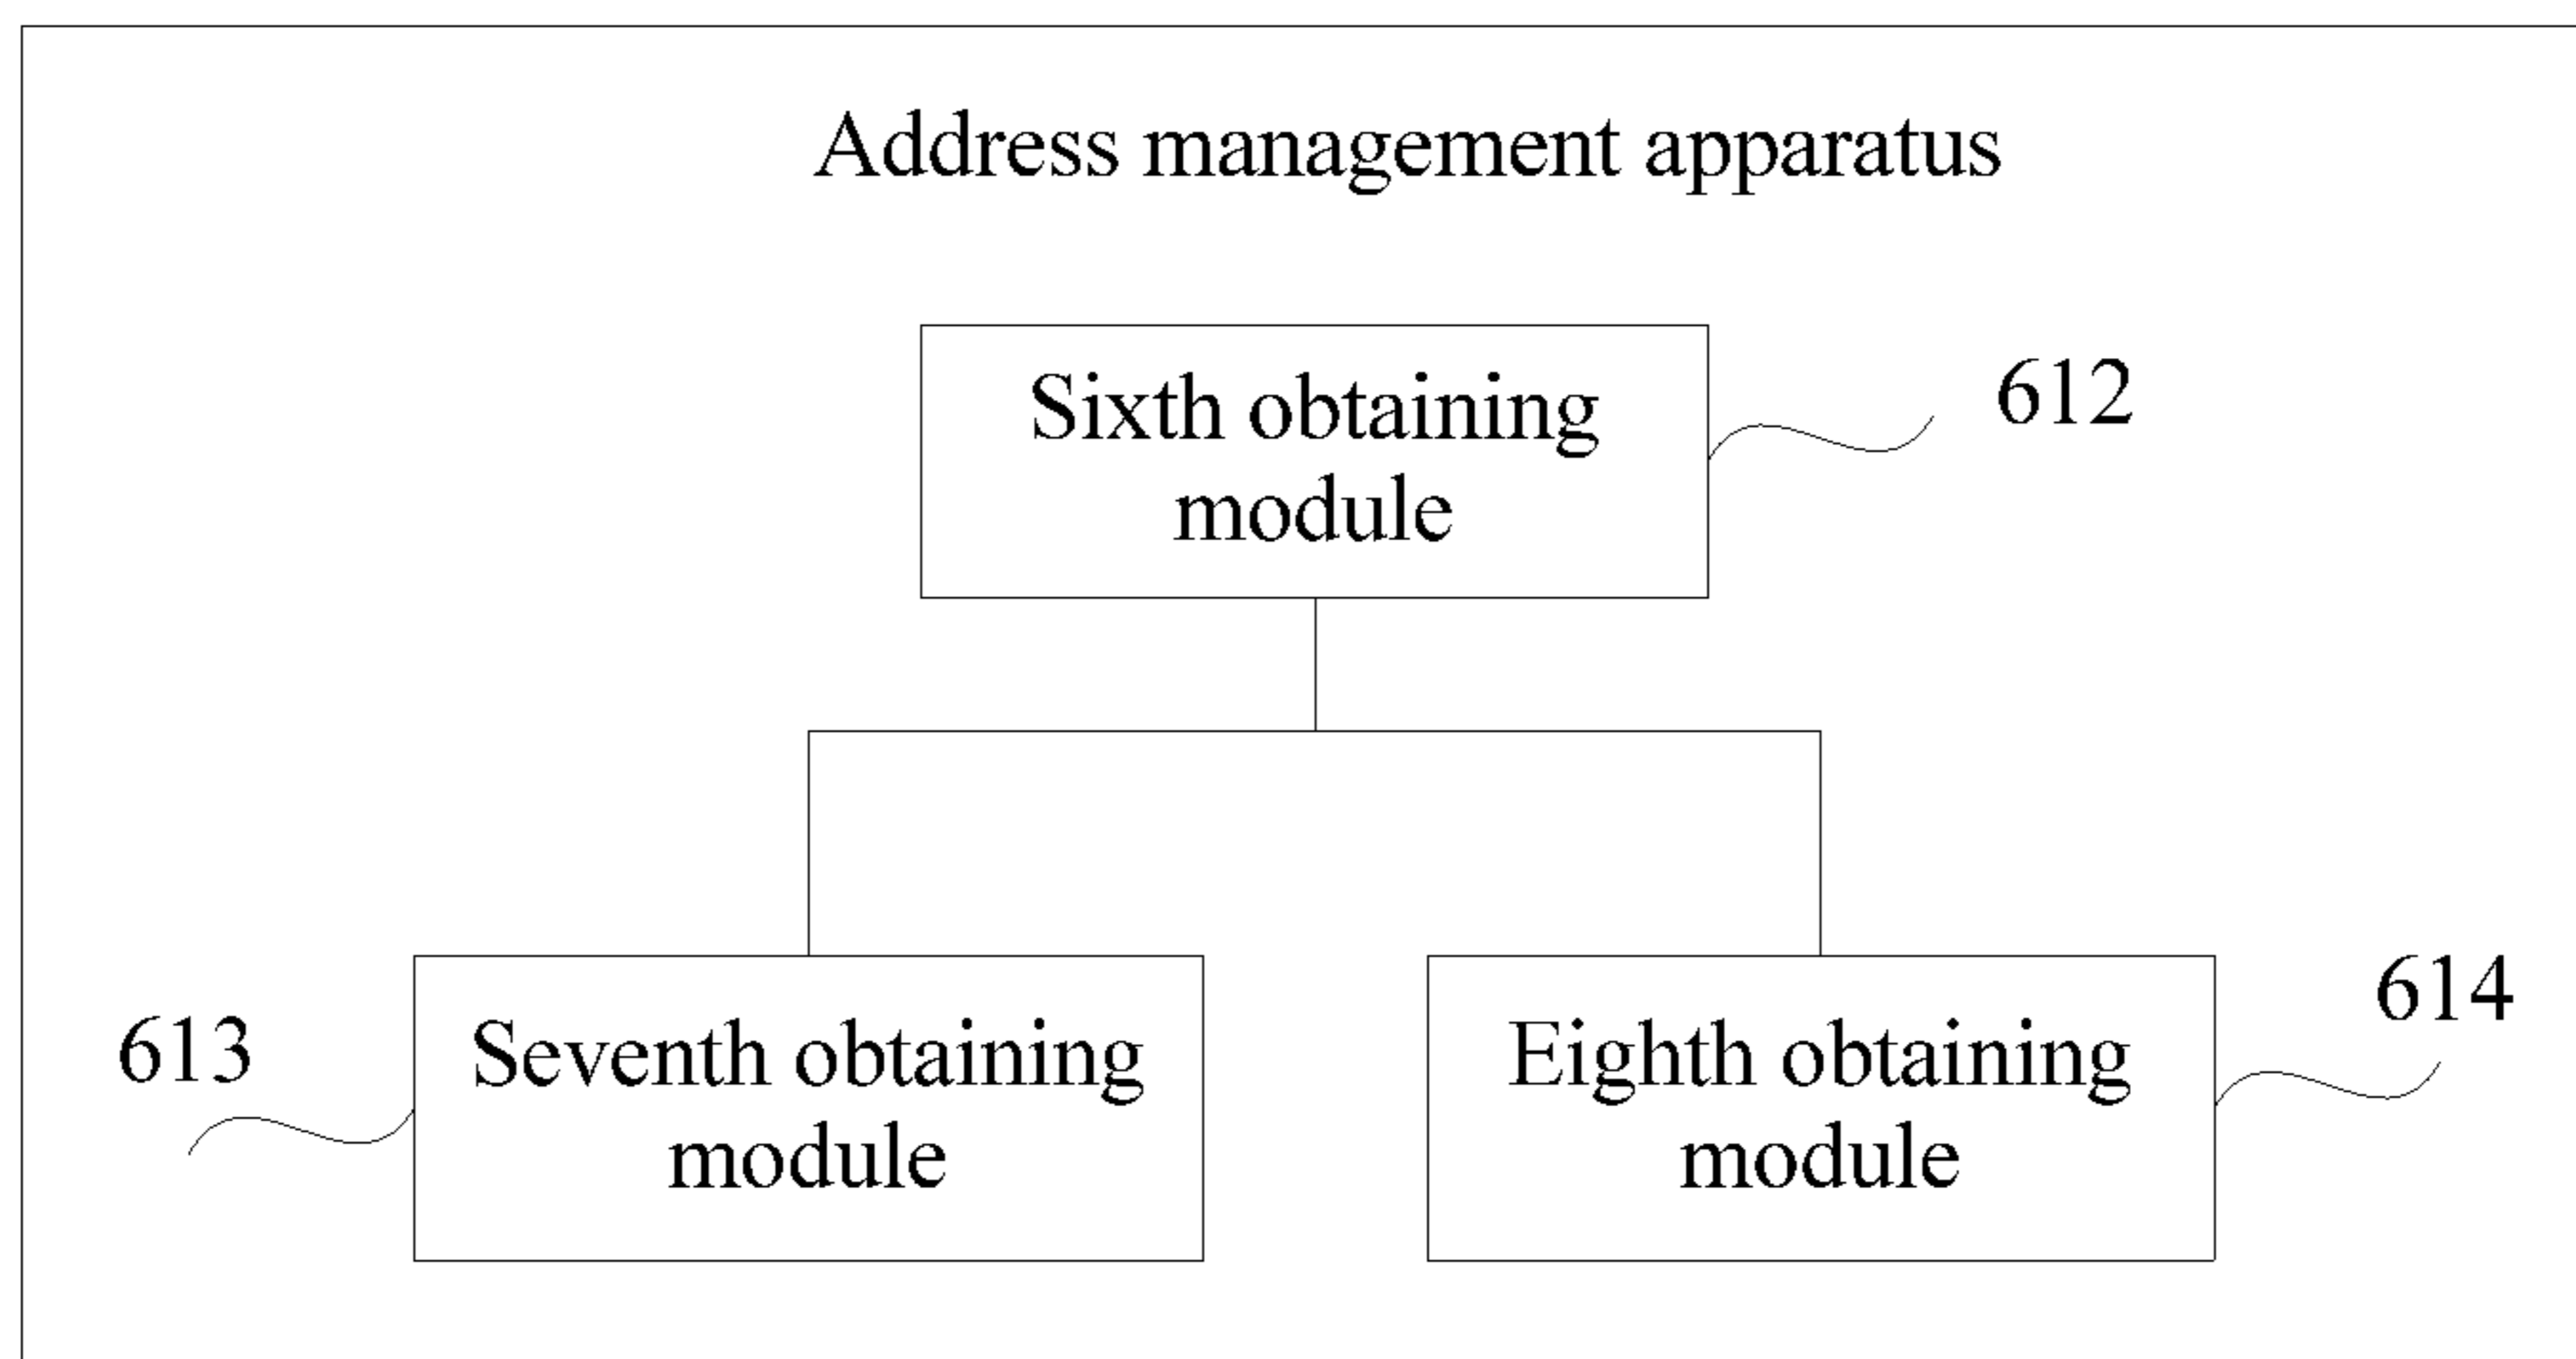 Address management apparatus
Sixth obtaining
module
612
613
Seventh obtaining
module
Eighth obtaining
module
614